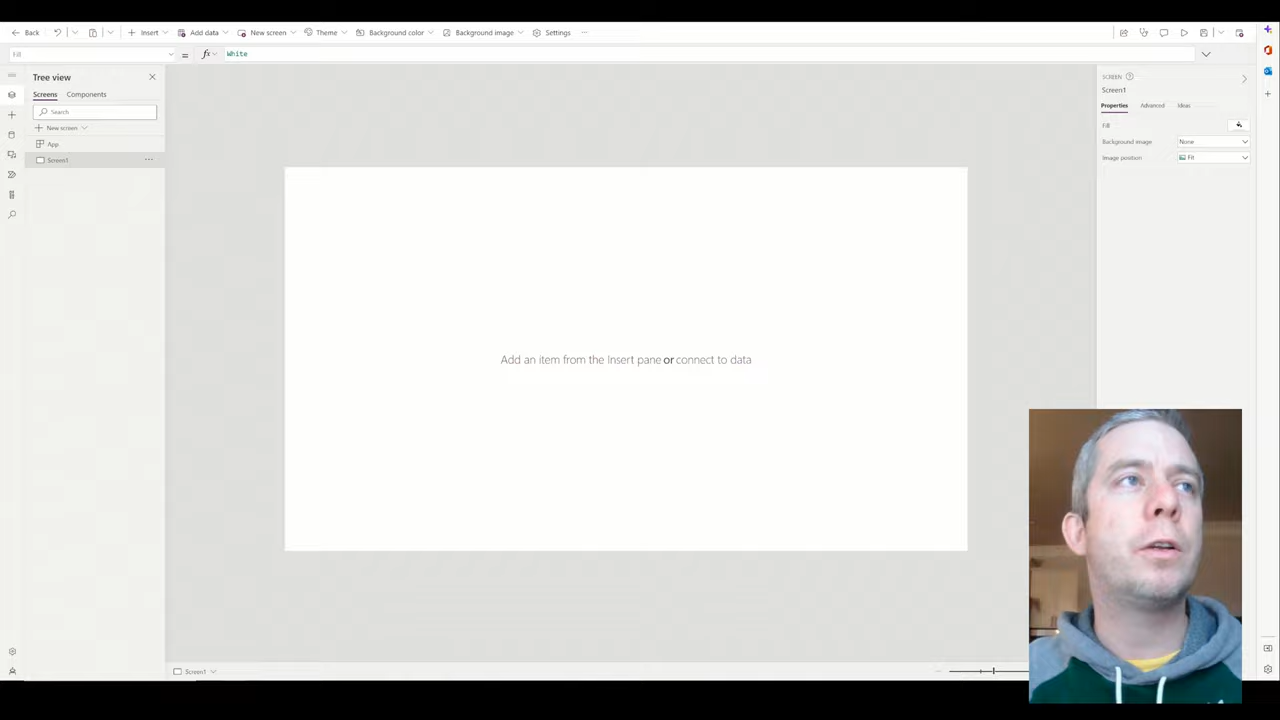 Back
Insert
Add data
New screen
Theme
Background color
Background image
Settings
Fill
=
fx
White
Tree view
Screens
Components
Search
New screen
App
Screen1
Add an item from the Insert pane or connect to data
SCREEN
Screen1
Properties
Advanced
Ideas
Fill
Background image
None
Image position
Fit
Screen1